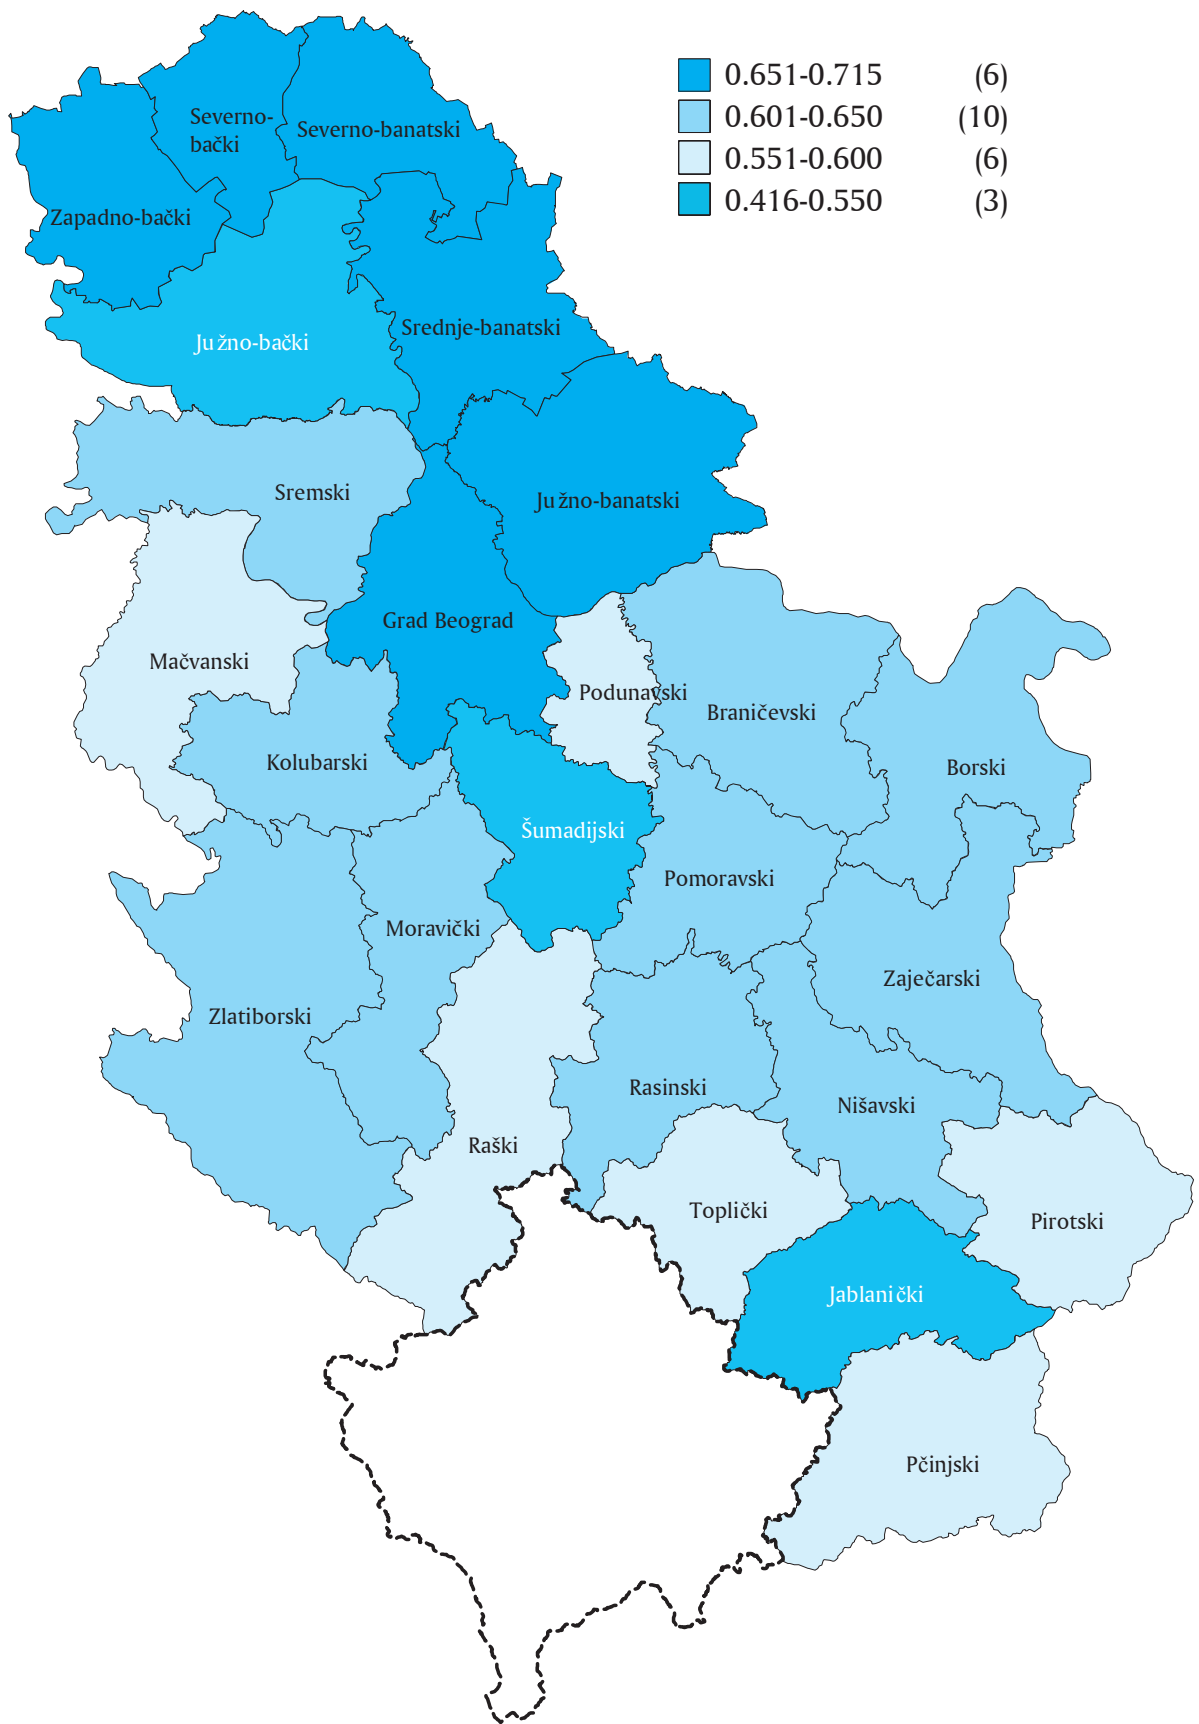 0.651-0.715 (6)
0.601-0.650 (10)
0.551-0.600 (6)
0.416-0.550 (3)
Severno-
bački
Severno-banatski
Zapadno-bački
Južno-bački
Srednje-banatski
Sremski
Južno-banatski
Grad Beograd
Mačvanski
Podunavski
Braničevski
Kolubarski
Borski
Šumadijski
Pomoravski
Moravički
Zaječarski
Zlatiborski
Rasinski
Nišavski
Raški
Toplički
Pirotski
Jablanički
Pčinjski